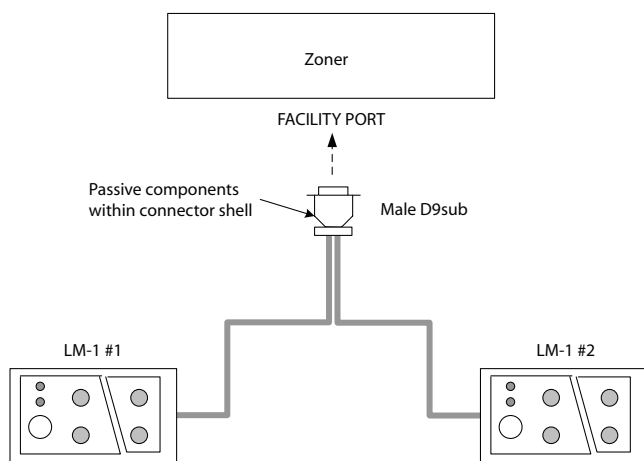 Zoner
FACILITY PORT
Passive components
within connector shell
Male D9sub
LM-1 #1
LM-1 #2